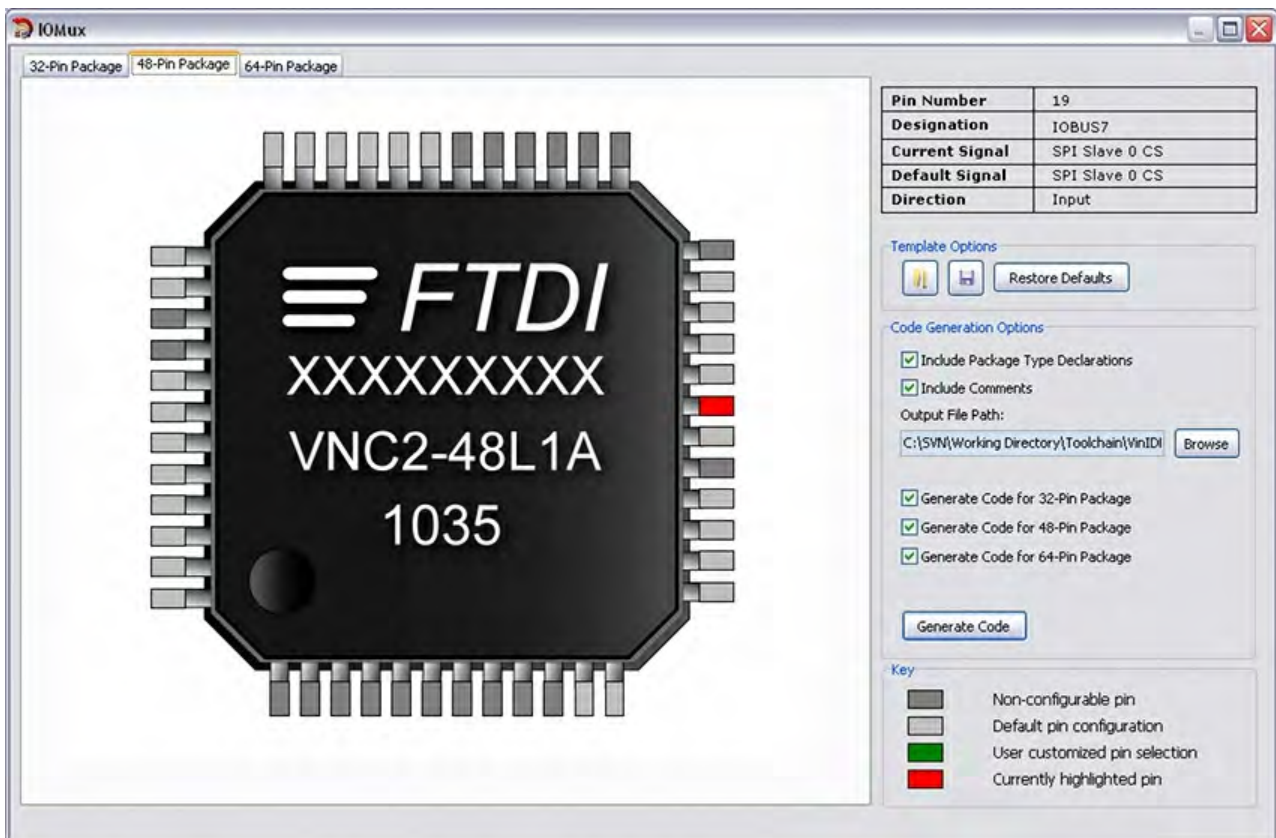 IOMux
32-Pin Package 48-Pin Package 64-Pin Package
FTDI
XXXXXXXXX
VNC2-48L1A
1035
Pin Number 19
Designation IOBUS7
Current Signal SPI Slave 0 CS
Default Signal SPI Slave 0 CS
Direction Input
Template Options
Restore Defaults
Code Generation Options
Include Package Type Declarations
Include Comments
Output File Path:
C:\SVN\Working Directory\Toolchain\VinIDI Browse
Generate Code for 32-Pin Package
Generate Code for 48-Pin Package
Generate Code for 64-Pin Package
Generate Code
Key
Non-configurable pin
Default pin configuration
User customized pin selection
Currently highlighted pin